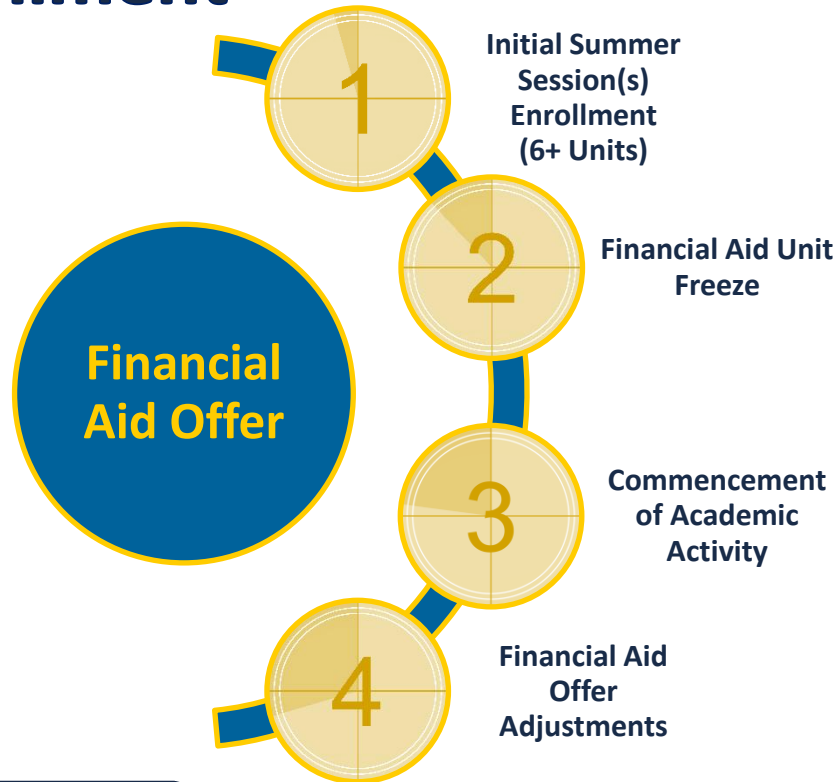 Financial
Aid Offer
1
Initial Summer
Session(s)
Enrollment
(6+ Units)
2
Financial Aid Unit
Freeze
3
Commencement
of Academic
Activity
4
Financial Aid
Offer
Adjustments